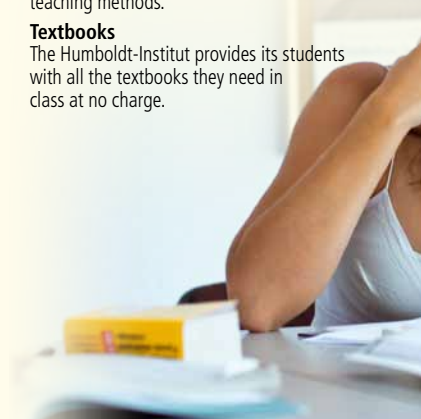 teaching methods.
Textbooks
The Humboldt-Institut provides its students
with all the textbooks they need in
class at no charge.